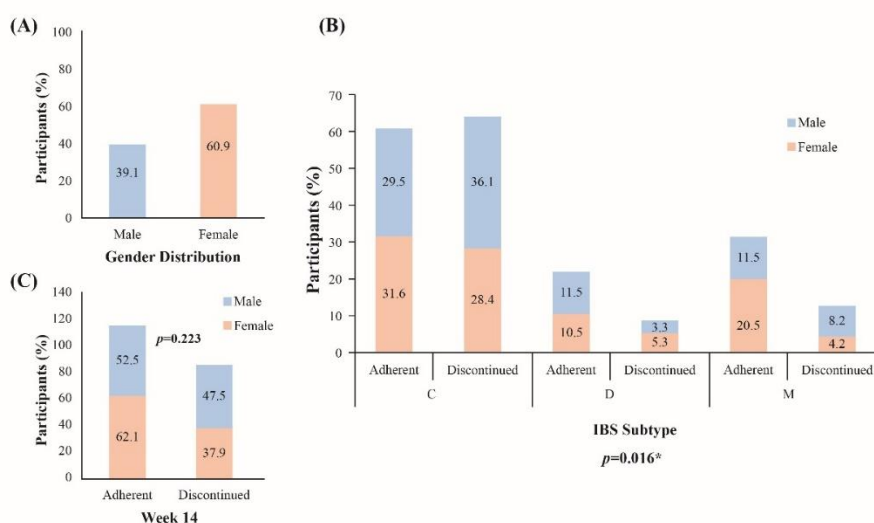 (A)
100
80
60
40
20
0
Participants (%)
39.1
60.9
Male
Female
Gender Distribution
(B)
70
60
50
40
30
20
10
0
Participants (%)
Male
Female
29.5
36.1
31.6
28.4
11.5
10.5
3.3
5.3
11.5
20.5
8.2
4.2
Adherent Discontinued Adherent Discontinued Adherent Discontinued
C D M
IBS Subtype
p=0.016*
(C)
140
120
100
80
60
40
20
0
Participants (%)
Male
Female
p=0.223
52.5
47.5
62.1
37.9
Adherent Discontinued
Week 14